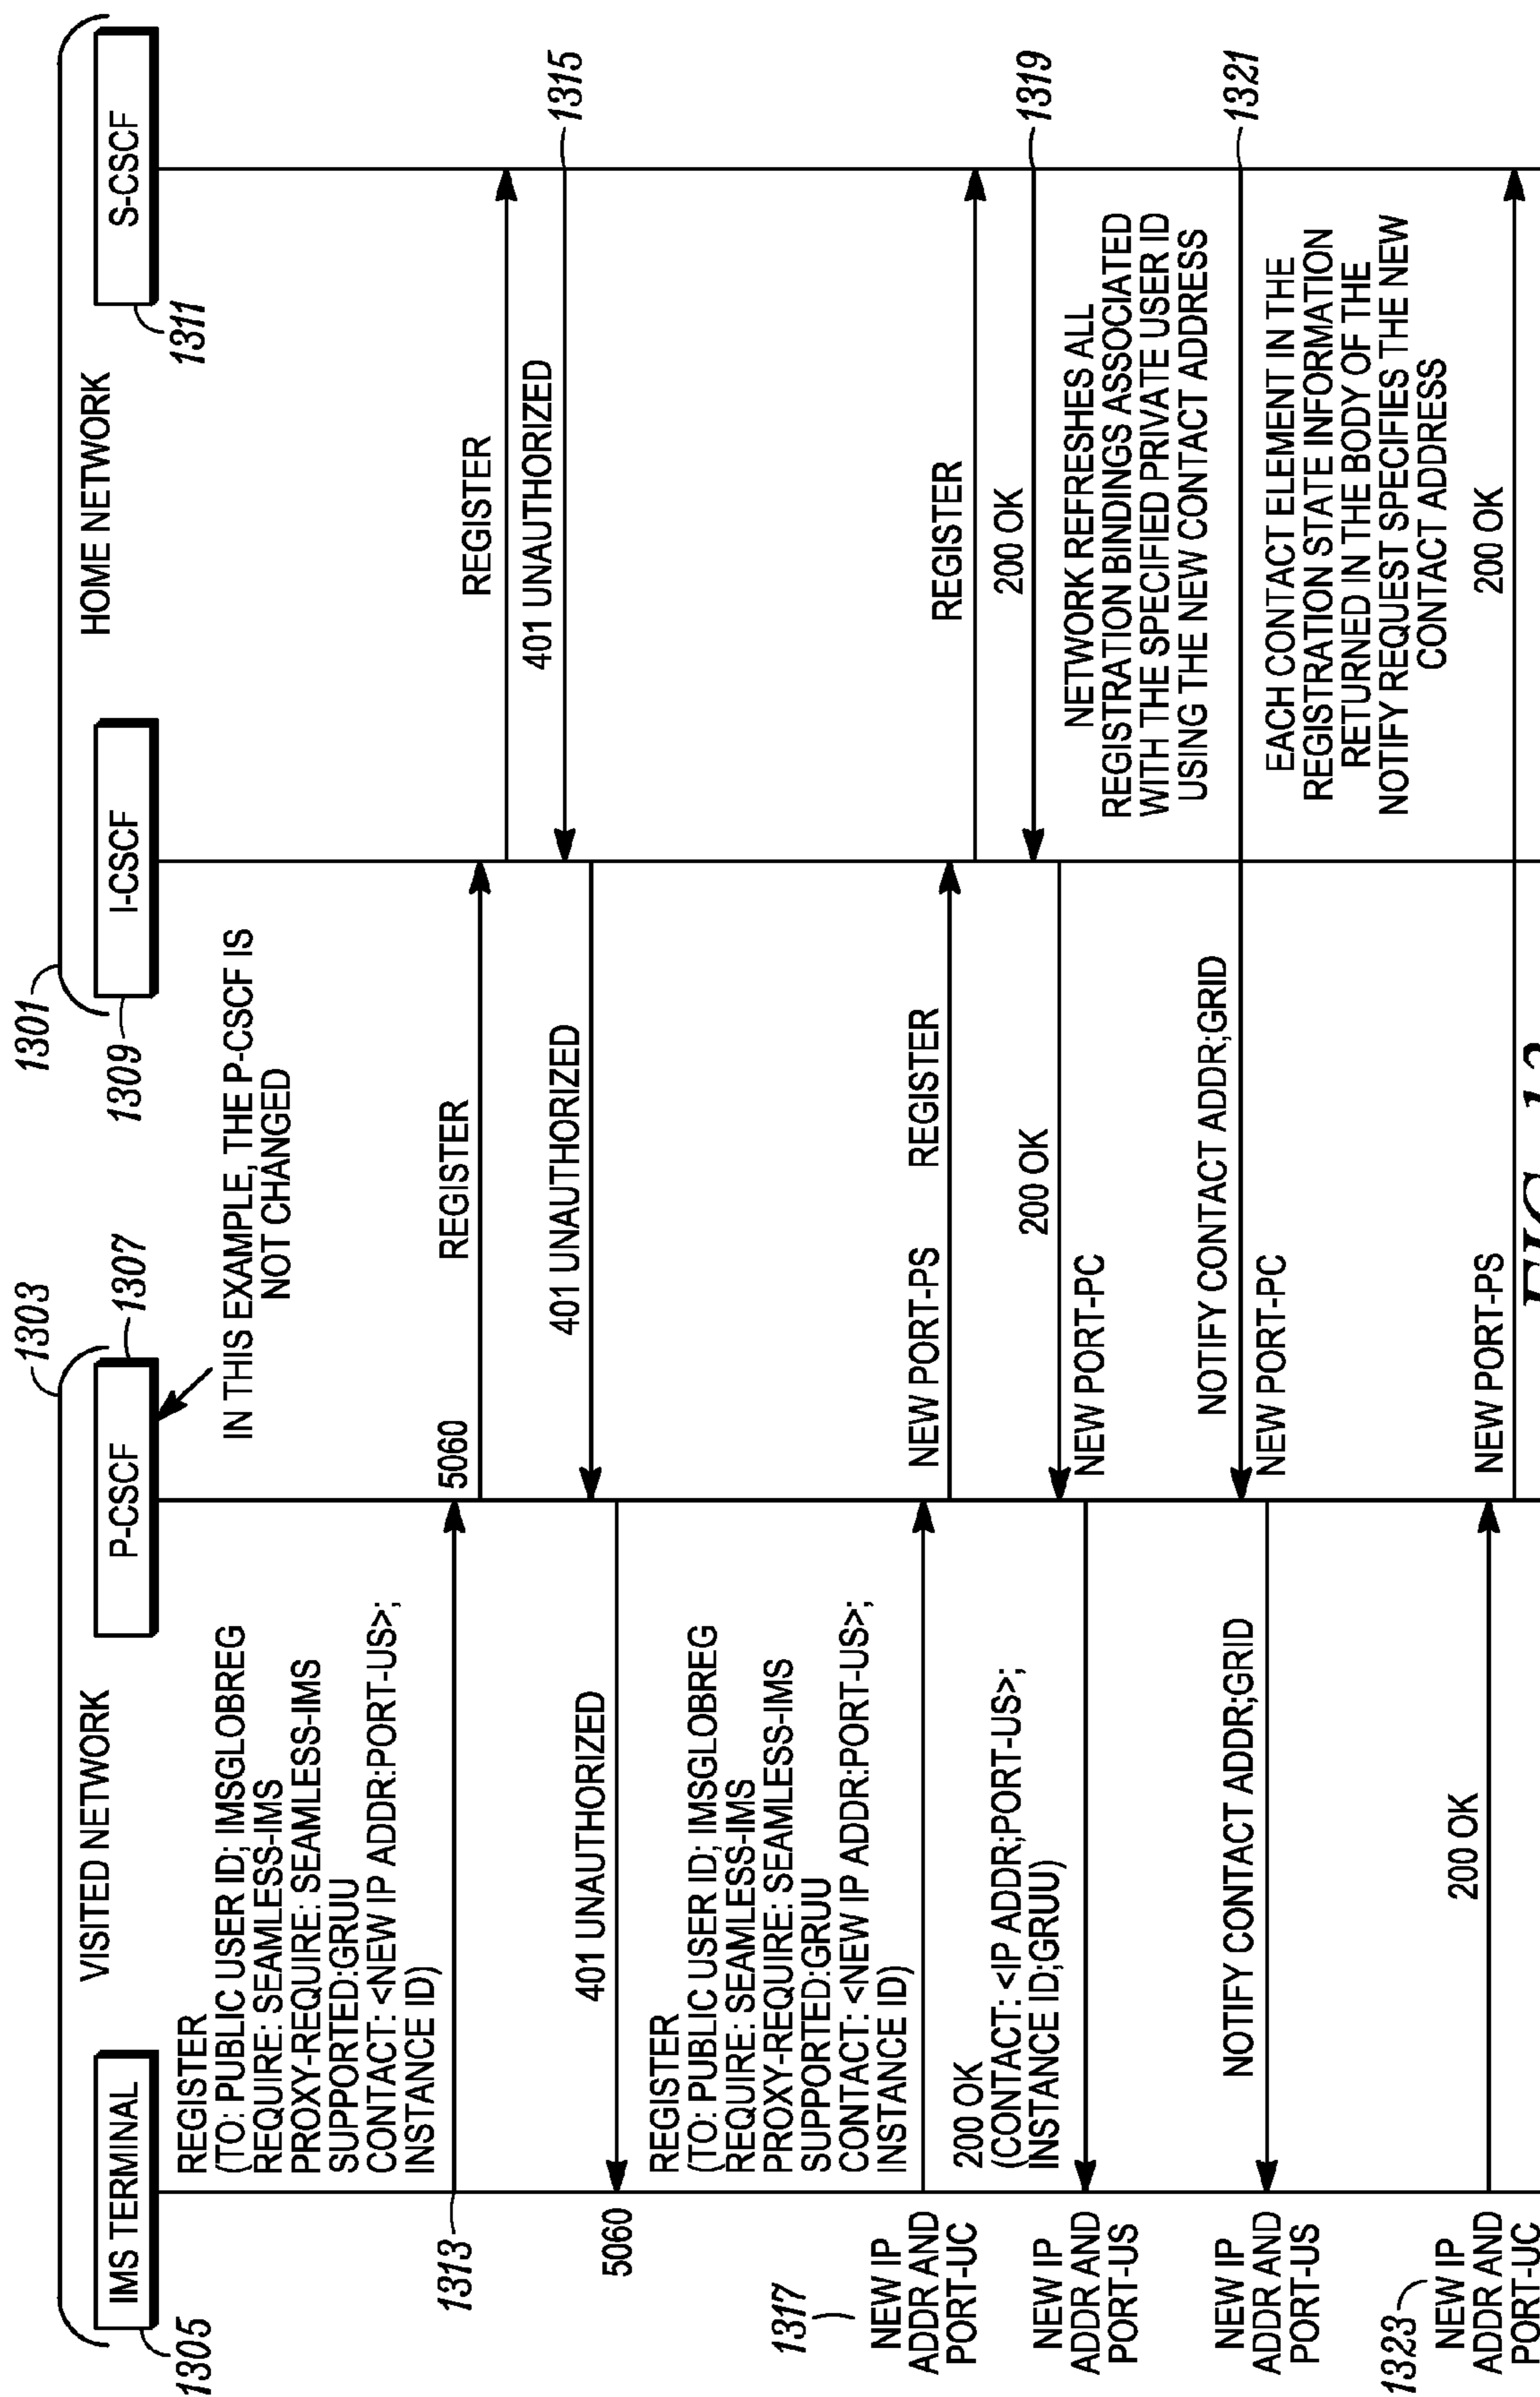 1303
1301
VISITED NETWORK
HOME NETWORK
IMS TERMINAL
P-CSCF
I-CSCF
S-CSCF
1305
1307
1309
1311
IN THIS EXAMPLE, THE P-CSCF IS
NOT CHANGED
REGISTER
(TO: PUBLIC USER ID; IMSGLOBREG
REQUIRE: SEAMLESS-IMS
PROXY-REQUIRE: SEAMLESS-IMS
SUPPORTED:GRUU
CONTACT: <NEW IP ADDR:PORT-US>;
INSTANCE ID)
1313
5060
REGISTER
REGISTER
401 UNAUTHORIZED
1315
401 UNAUTHORIZED
401 UNAUTHORIZED
5060
REGISTER
(TO: PUBLIC USER ID; IMSGLOBREG
REQUIRE: SEAMLESS-IMS
PROXY-REQUIRE: SEAMLESS-IMS
SUPPORTED:GRUU
CONTACT: <NEW IP ADDR:PORT-US>;
INSTANCE ID)
1317
NEW IP
ADDR AND
PORT-UC
NEW PORT-PS
REGISTER
REGISTER
200 OK
1319
200 OK
NEW PORT-PC
200 OK
(CONTACT: <IP ADDR;PORT-US>;
INSTANCE ID;GRUU)
NEW IP
ADDR AND
PORT-US
NETWORK REFRESHES ALL
REGISTRATION BINDINGS ASSOCIATED
WITH THE SPECIFIED PRIVATE USER ID
USING THE NEW CONTACT ADDRESS
1321
NOTIFY CONTACT ADDR;GRID
NEW PORT-PC
NOTIFY CONTACT ADDR;GRID
NEW IP
ADDR AND
PORT-US
EACH CONTACT ELEMENT IN THE
REGISTRATION STATE INFORMATION
RETURNED IN THE BODY OF THE
NOTIFY REQUEST SPECIFIES THE NEW
CONTACT ADDRESS
1323
NEW IP
ADDR AND
PORT-UC
200 OK
NEW PORT-PS
200 OK